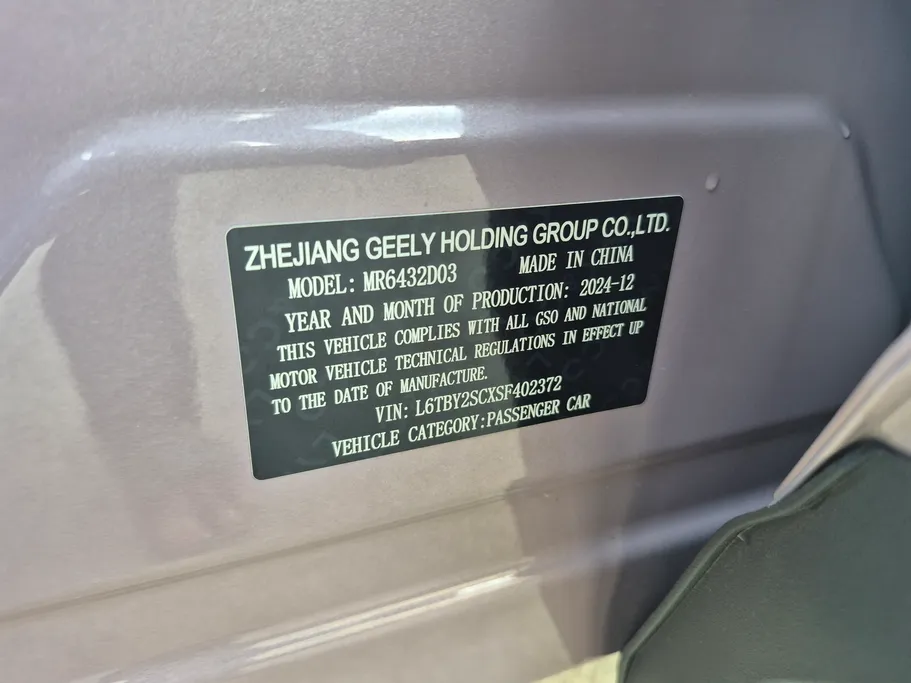 ZHEJIANG GEELY HOLDING GROUP CO.,LTD.
MODEL: MR6432D03 MADE IN CHINA
YEAR AND MONTH OF PRODUCTION: 2024-12
THIS VEHICLE COMPLIES WITH ALL GSO AND NATIONAL
MOTOR VEHICLE TECHNICAL REGULATIONS IN EFFECT UP
TO THE DATE OF MANUFACTURE.
VIN: L6TBY2SCXSF402372
VEHICLE CATEGORY:PASSENGER CAR